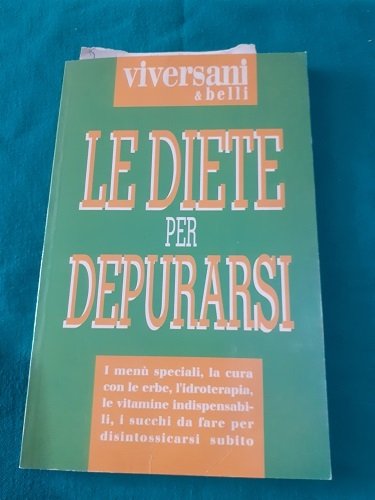 viversani
& belli
LE DIETE
PER
DEPURARSI
I menù speciali, la cura
con le erbe, l'idroterapia,
le vitamine indispensabi-
li, i succhi da fare per
disintossicarsi subito